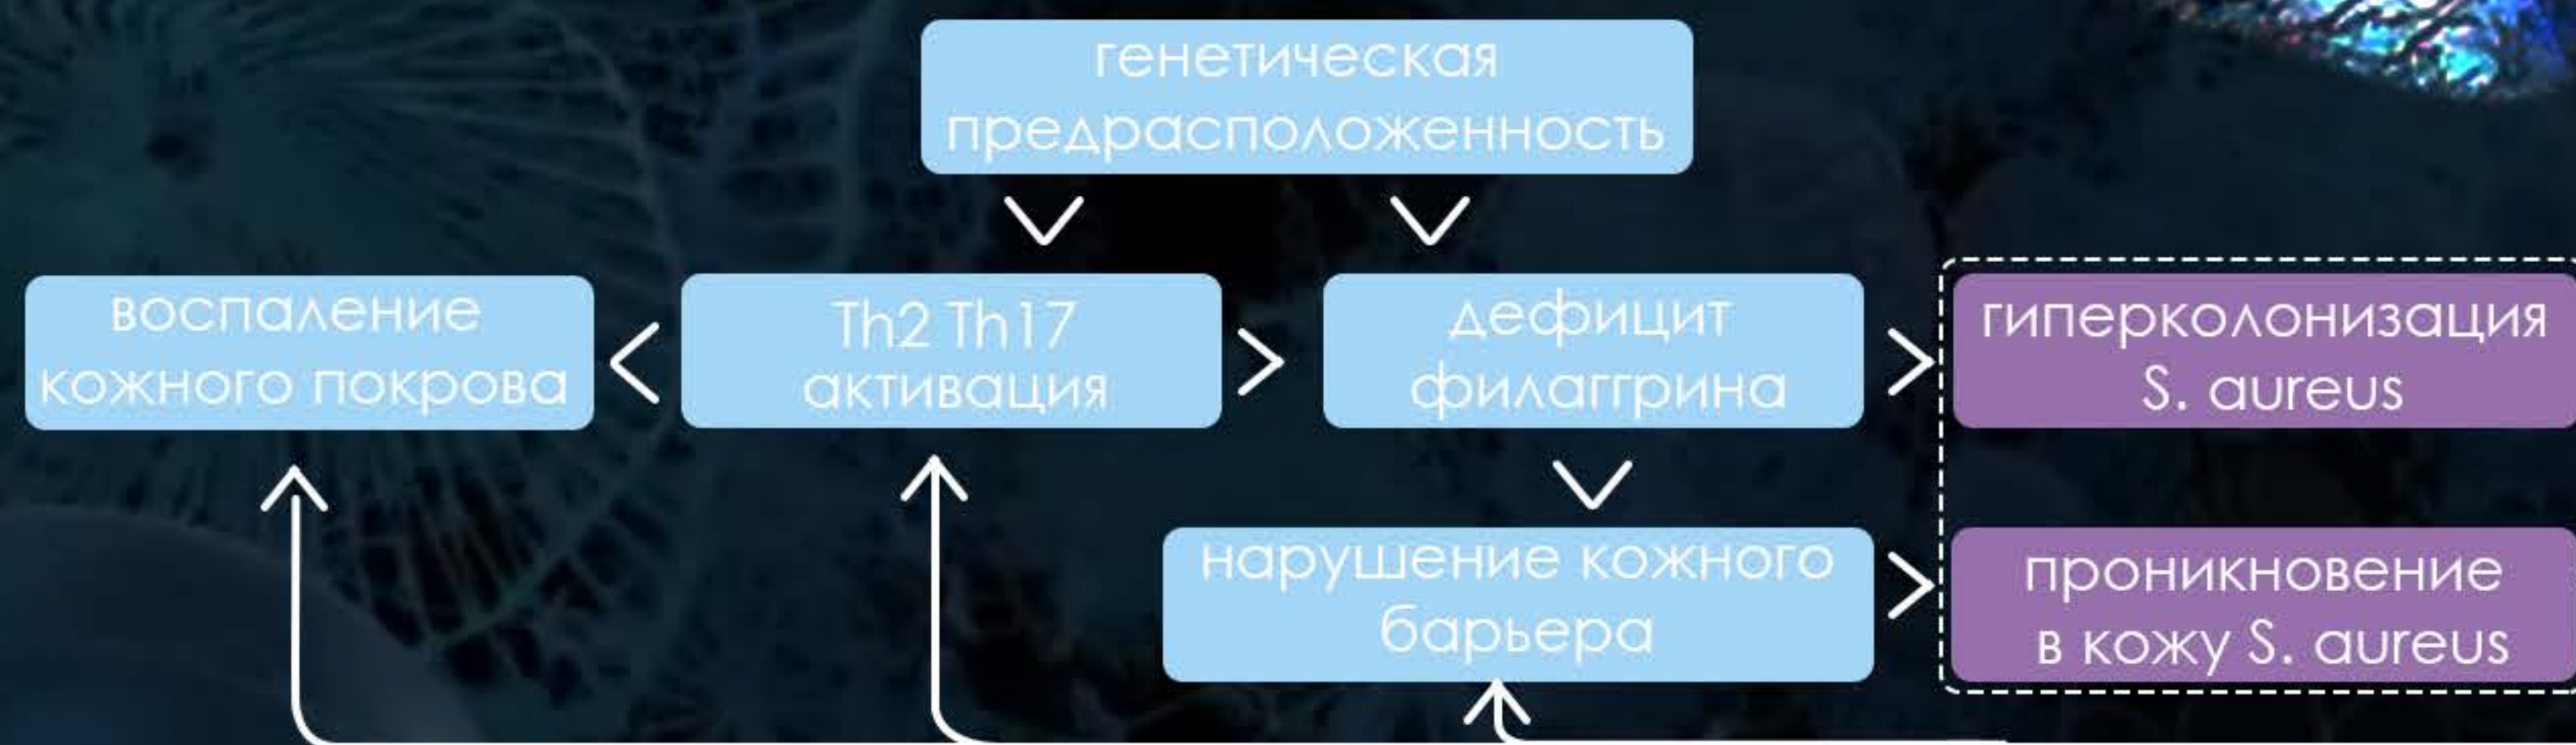 генетическая
предрасположенность
воспаление
кожного покрова
Th2 Th17
активация
дефицит
филаггрина
гиперколонизация
S. aureus
нарушение кожного
барьера
проникновение
в кожу S. aureus